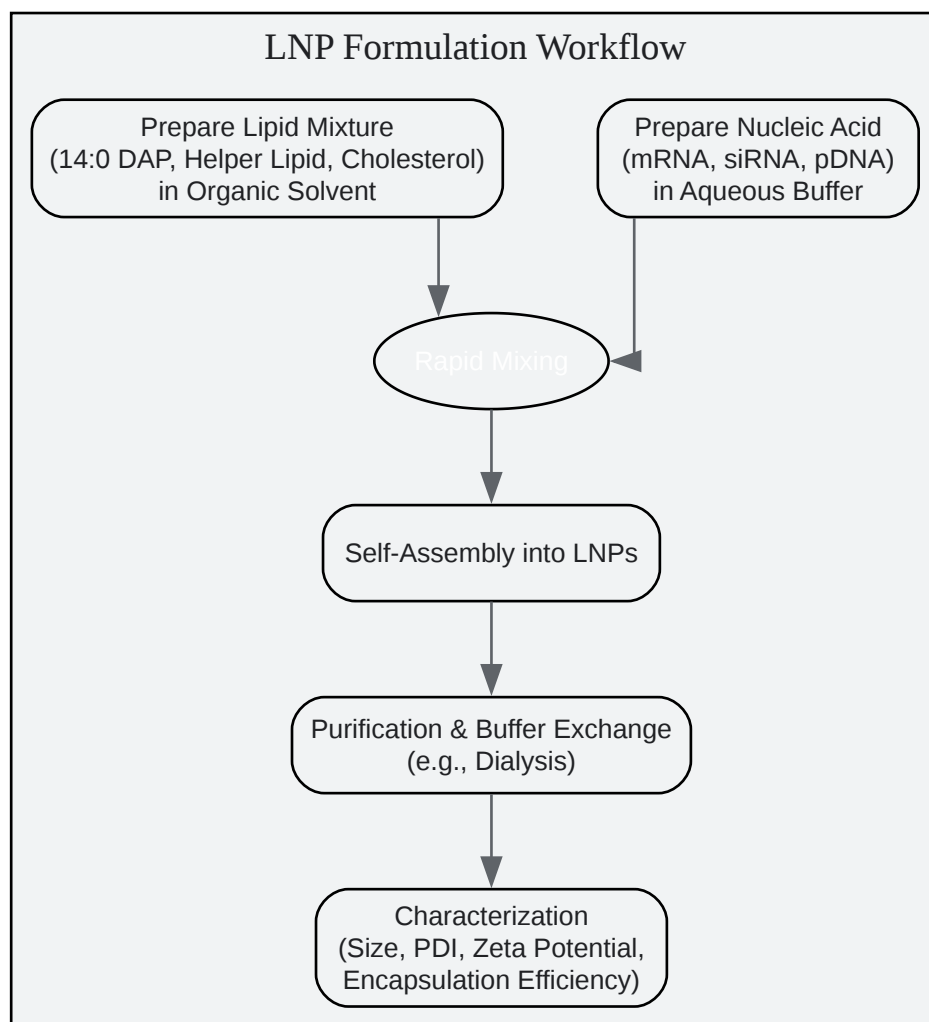 LNP Formulation Workflow
Prepare Lipid Mixture
(14:0 DAP, Helper Lipid, Cholesterol)
in Organic Solvent
Prepare Nucleic Acid
(mRNA, siRNA, pDNA)
in Aqueous Buffer
Rapid Mixing
Self-Assembly into LNPs
Purification & Buffer Exchange
(e.g., Dialysis)
Characterization
(Size, PDI, Zeta Potential,
Encapsulation Efficiency)